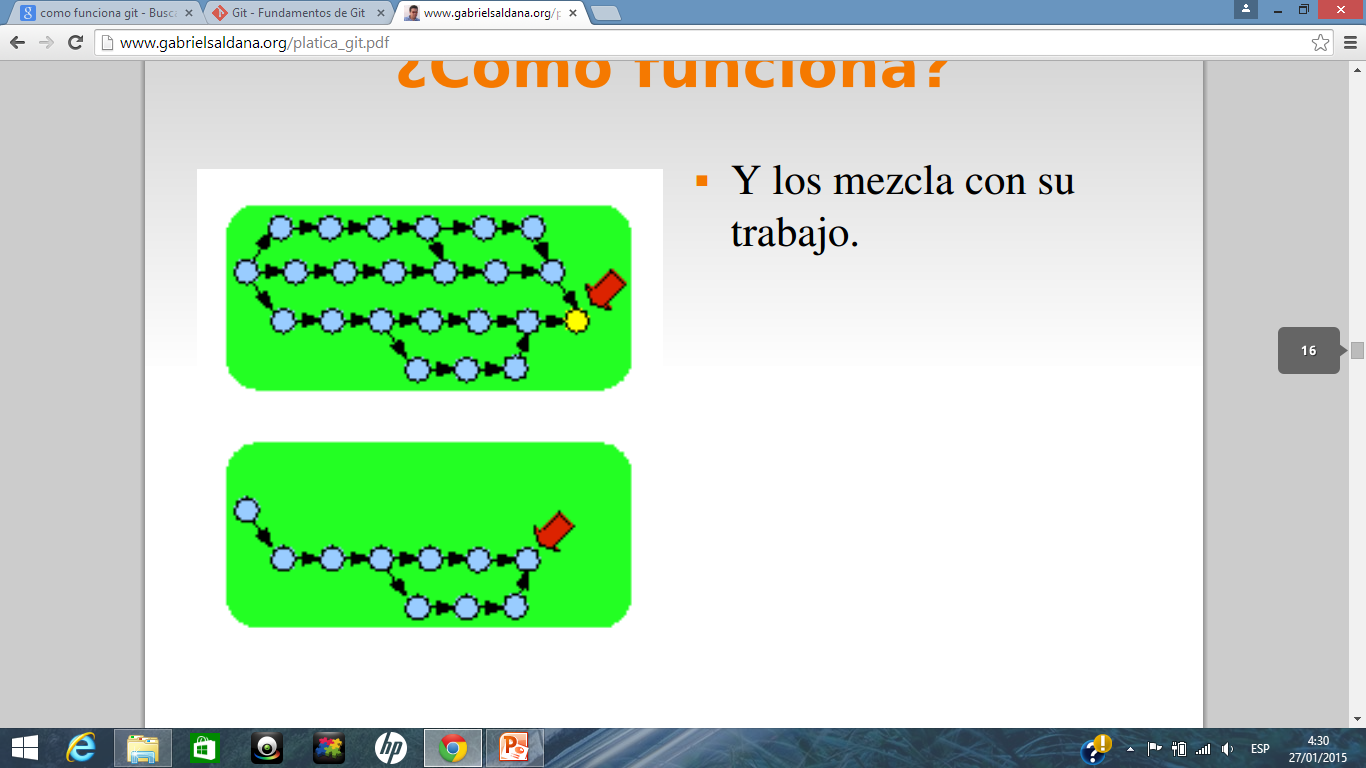 como funciona git - Busc
Git - Fundamentos de Git
www.gabrielsaldana.org/p
www.gabrielsaldana.org/platica_git.pdf
¿Como funciona?
Y los mezcla con su
trabajo.
16
ESP
4:30
27/01/2015